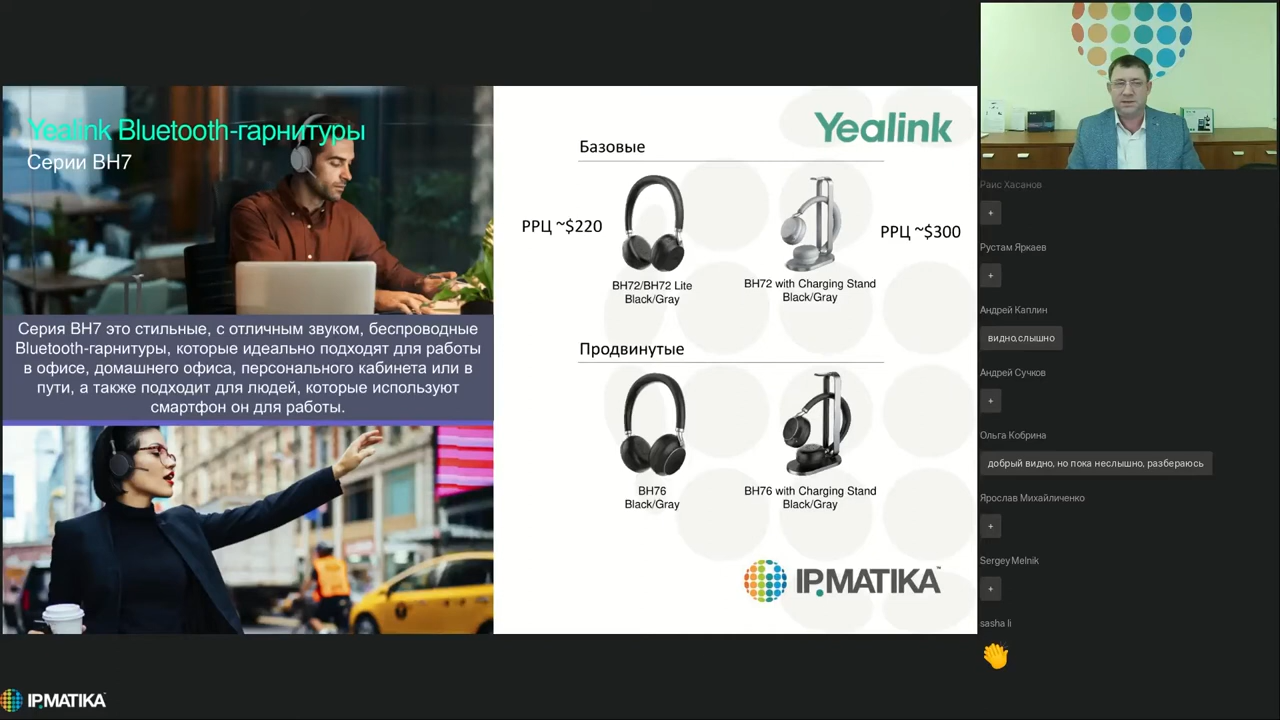 Yealink Bluetooth-гарнитуры
Серии BH7
Серия BH7 это стильные, с отличным звуком, беспроводные
Bluetooth-гарнитуры, которые идеально подходят для работы
в офисе, домашнего офиса, персонального кабинета или в
пути, а также подходит для людей, которые используют
смартфон он для работы.
Yealink
Базовые
РРЦ ~$220
РРЦ ~$300
BH72/BH72 Lite
Black/Gray
BH72 with Charging Stand
Black/Gray
Продвинутые
BH76
Black/Gray
BH76 with Charging Stand
Black/Gray
IPMATIKA™
Раис Хасанов
+
Рустам Яркаев
+
Андрей Каплин
видно,слышно
Андрей Сучков
+
Ольга Кобрина
добрый видно, но пока неслышно, разбераюсь
Ярослав Михайличенко
+
Sergey Melnik
+
sasha li
IPMATIKA